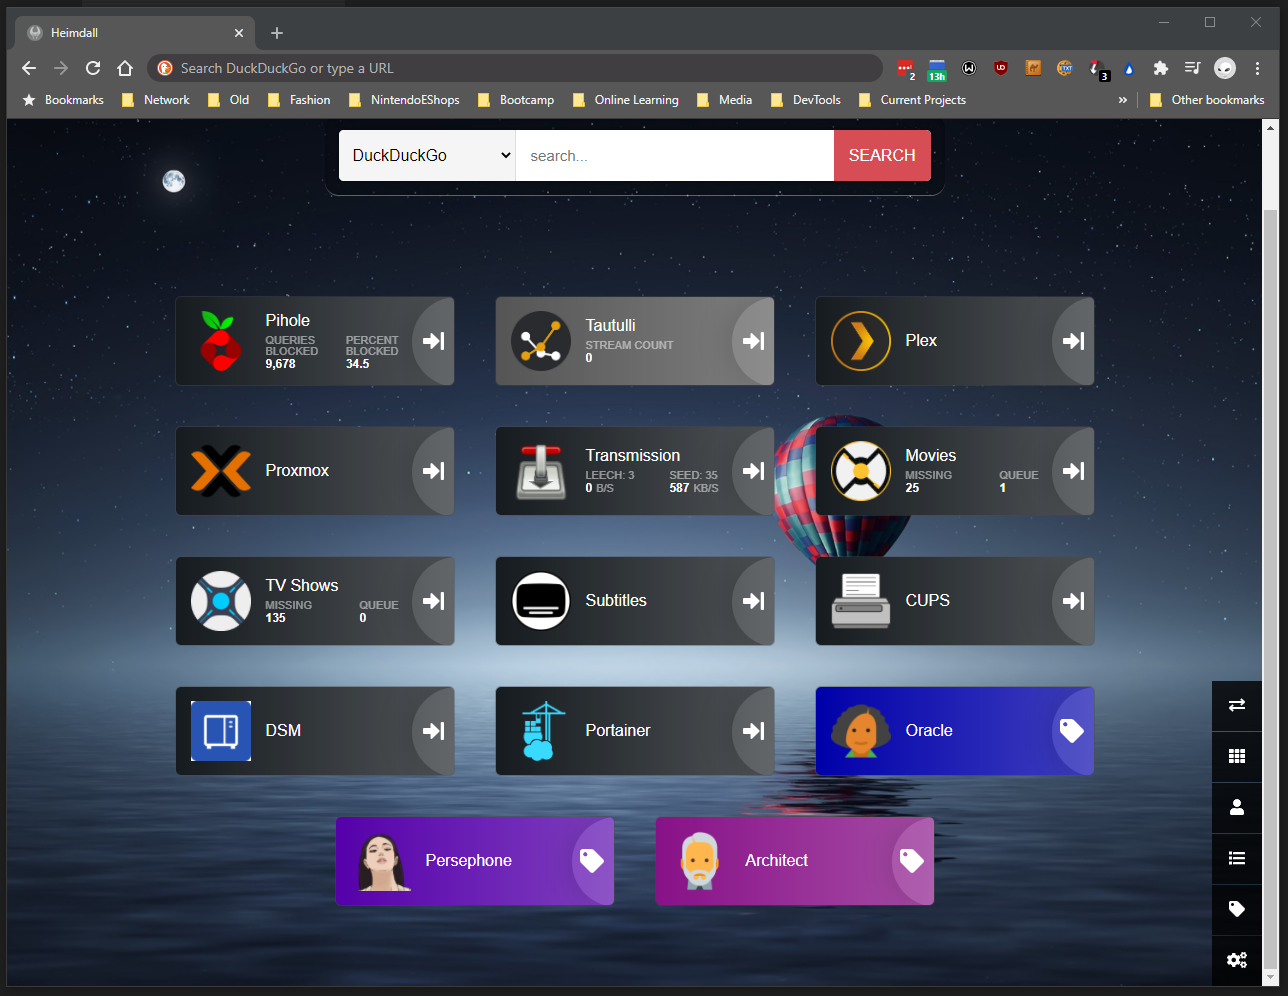 Heimdall
Search DuckDuckGo or type a URL
2
13h
UD
TXT
3
Bookmarks
Network
Old
Fashion
NintendoEShops
Bootcamp
Online Learning
Media
DevTools
Current Projects
»
Other bookmarks
DuckDuckGo
search...
SEARCH
Pihole
QUERIES BLOCKED
9,678
PERCENT BLOCKED
34.5
Tautulli
STREAM COUNT
0
Plex
Proxmox
Transmission
LEECH: 3 SEED: 35
0 B/S 587 KB/S
Movies
MISSING QUEUE
25 1
TV Shows
MISSING QUEUE
135 0
Subtitles
CUPS
DSM
Portainer
Oracle
Persephone
Architect